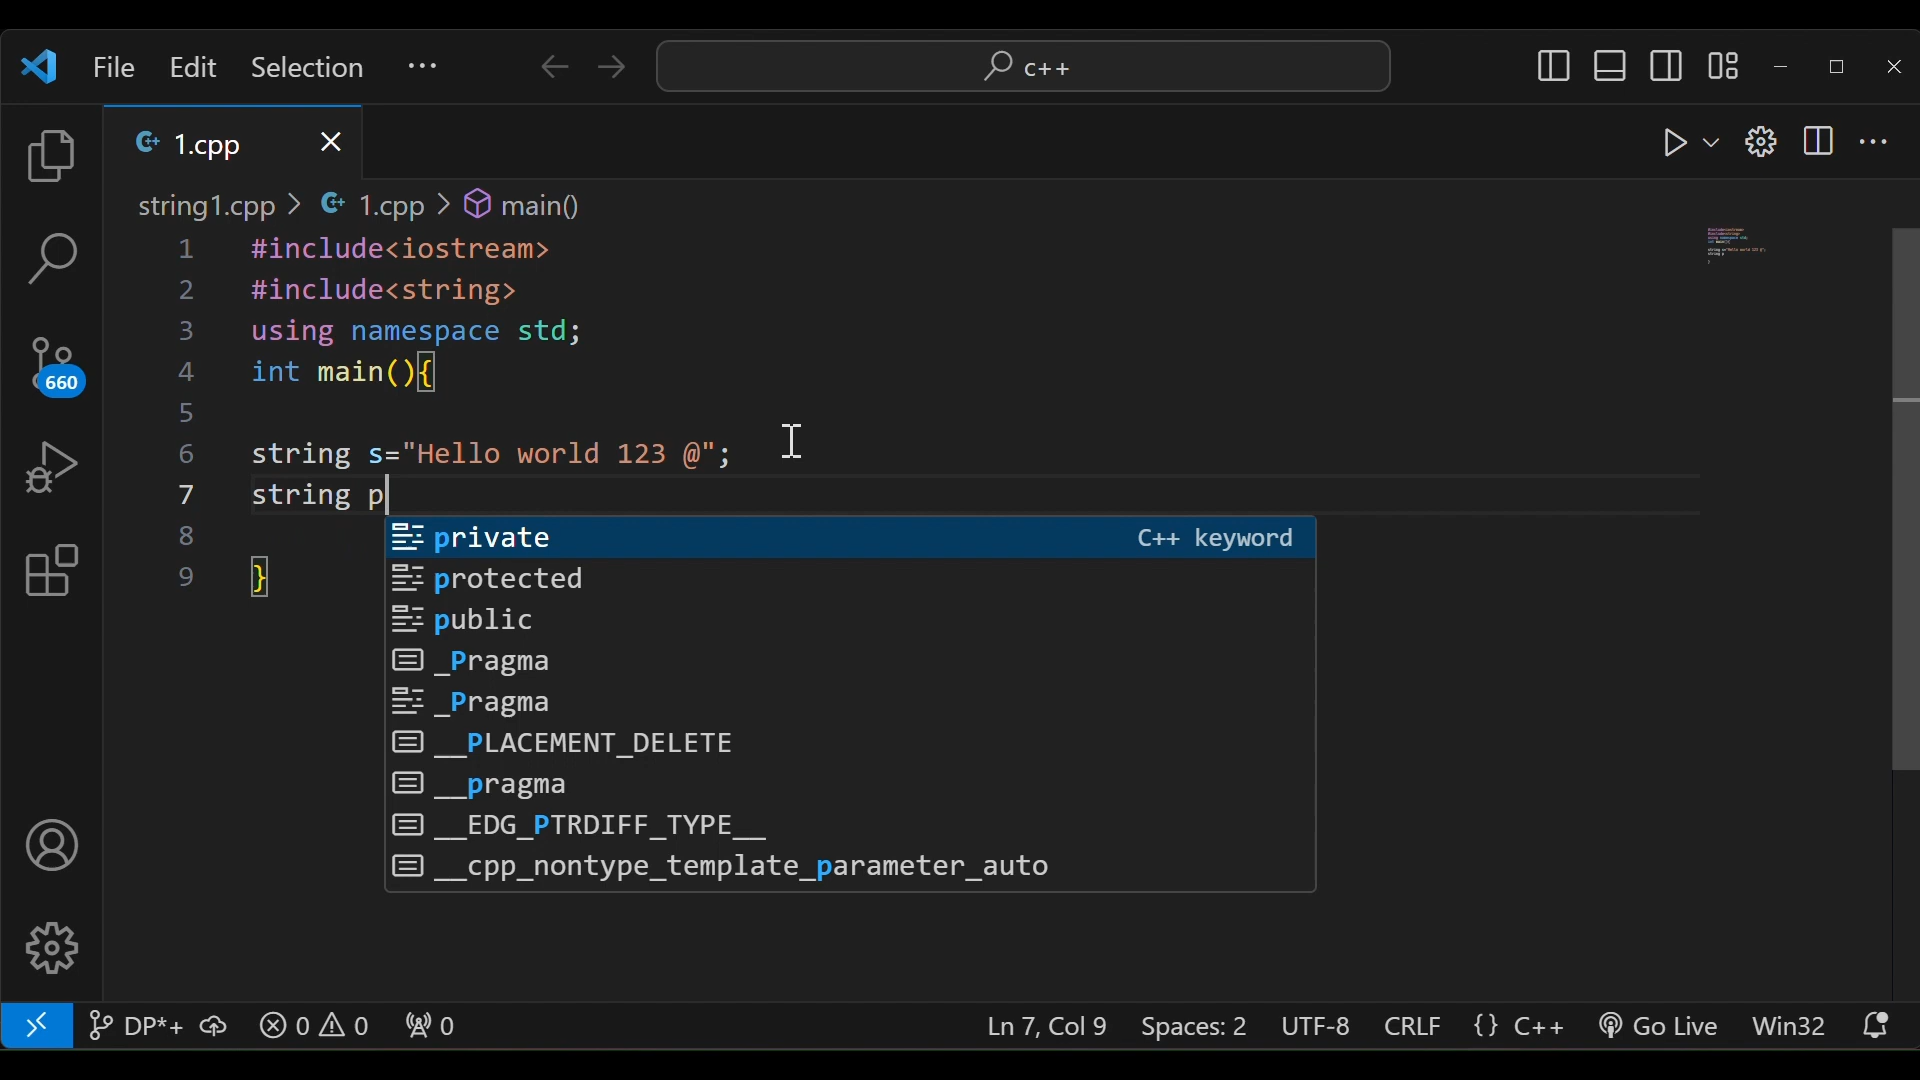 File Edit Selection ··· c++
1.cpp
string1.cpp > 1.cpp > main()
1 #include<iostream>
2 #include<string>
3 using namespace std;
4 int main(){
5
6 string s="Hello world 123 @";
7 string p
8
9 }
private C++ keyword
protected
public
_Pragma
_Pragma
__PLACEMENT_DELETE
__pragma
__EDG_PTRDIFF_TYPE__
__cpp_nontype_template_parameter_auto
660
DP*+ 0 0 0 Ln 7, Col 9 Spaces: 2 UTF-8 CRLF {} C++ Go Live Win32